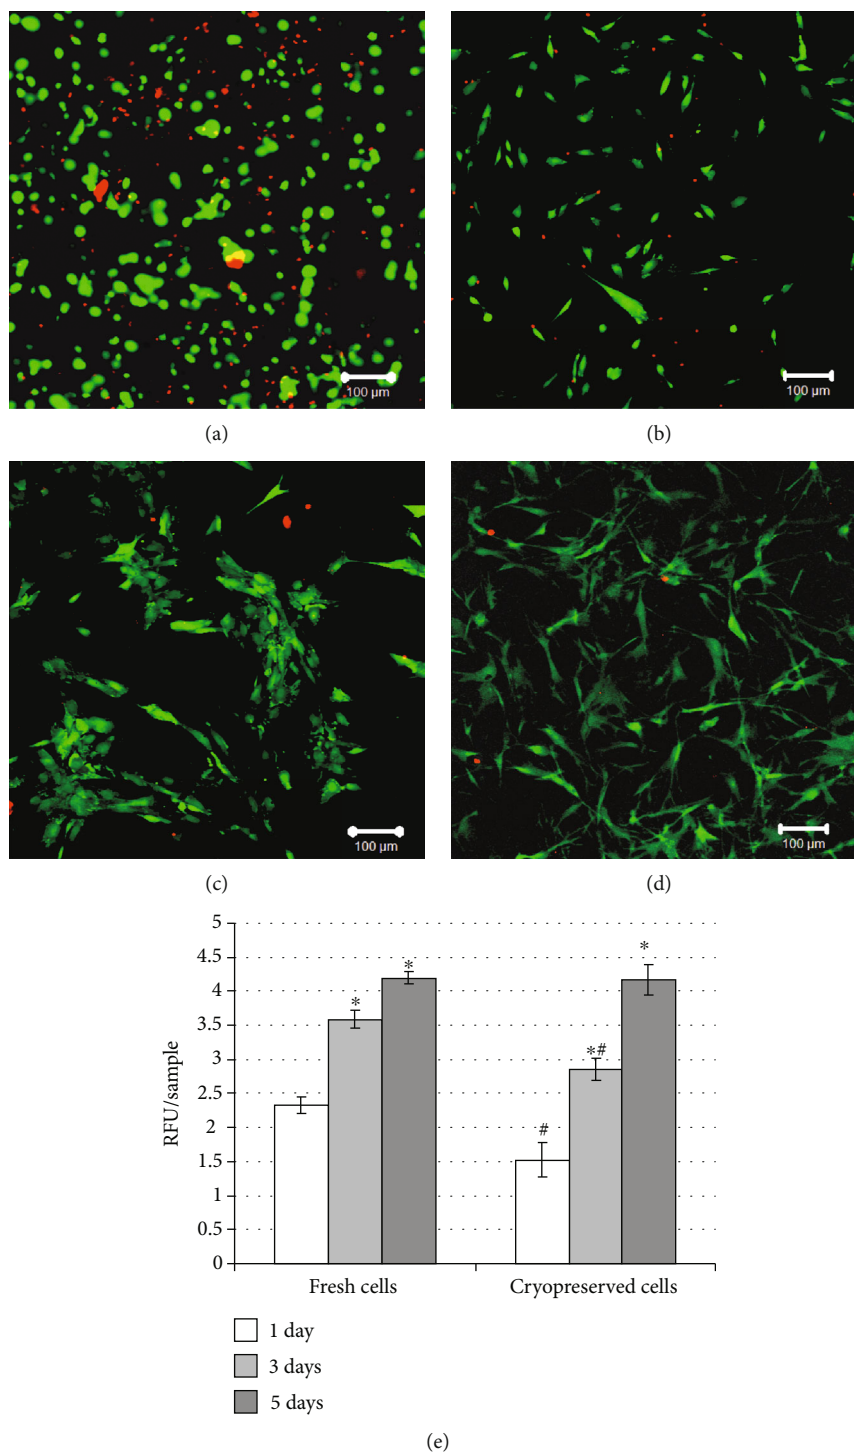 100 µm
100 µm
(a)
(b)
100 µm
100 µm
(c)
(d)
5
4.5
4
3.5
3
2.5
2
1.5
1
0.5
0
RFU/sample
*
*
#
*#
*
Fresh cells
Cryopreserved cells
1 day
3 days
5 days
(e)